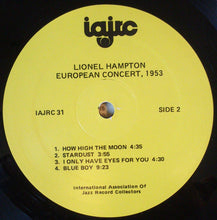 iajrc
LIONEL HAMPTON
EUROPEAN CONCERT, 1953
IAJRC 31
SIDE 2
1. HOW HIGH THE MOON 4:35
2. STARDUST 3:55
3. I ONLY HAVE EYES FOR YOU 4:30
4. BLUE BOY 9:23
International Association Of
Jazz Record Collectors